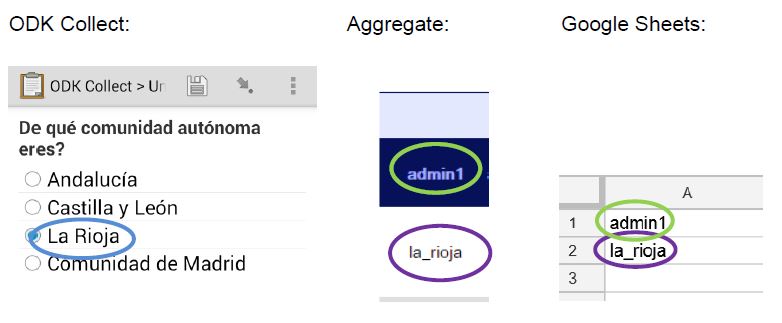 ODK Collect:
Aggregate:
Google Sheets:
ODK Collect > Un
De qué comunidad autónoma
eres?
Andalucía
Castilla y León
La Rioja
Comunidad de Madrid
admin1
la_rioja
A
1 admin1
2 la_rioja
3